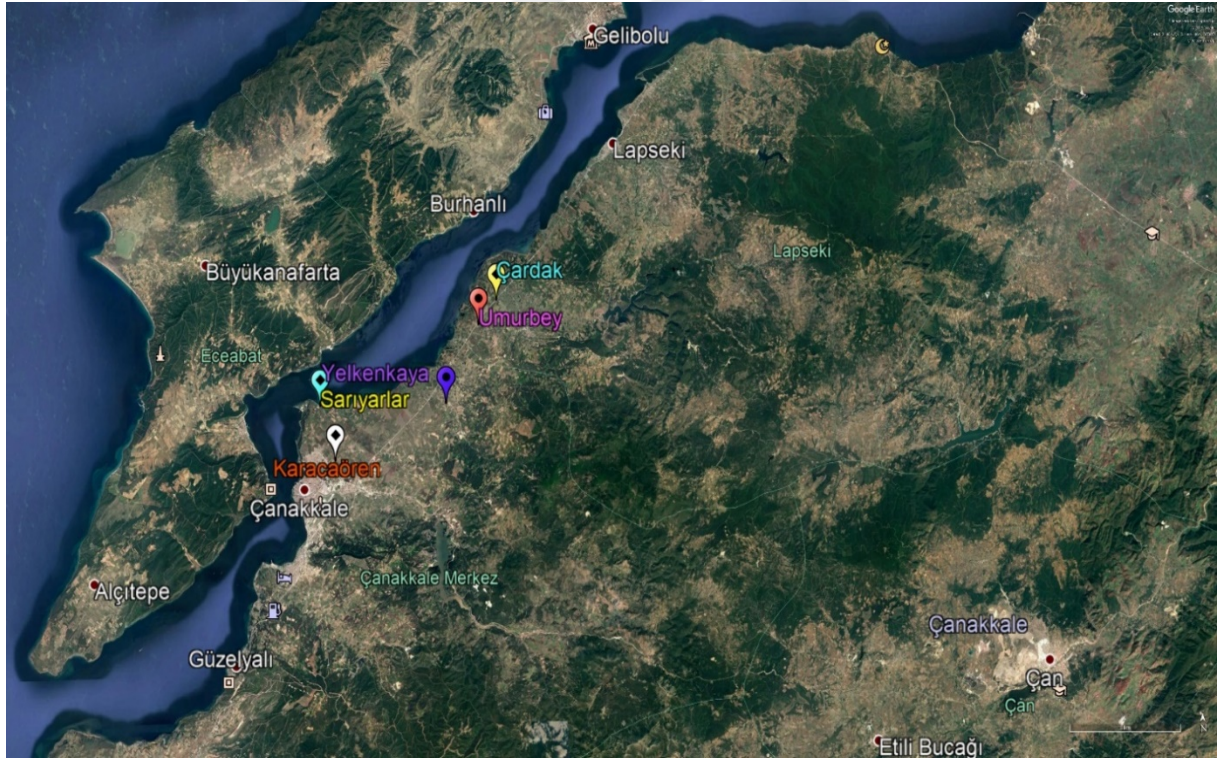 Google Earth
Gelibolu
Lapseki
Burhanlı
Lapseki
Büyükanafarta
Çardak
Umurbey
Eceabat
Yelkenkaya
Sarıyarlar
Karacaören
Çanakkale
Çanakkale Merkez
Alçıtepe
Çanakkale
Güzelyalı
Çan
Çan
Etili Bucağı